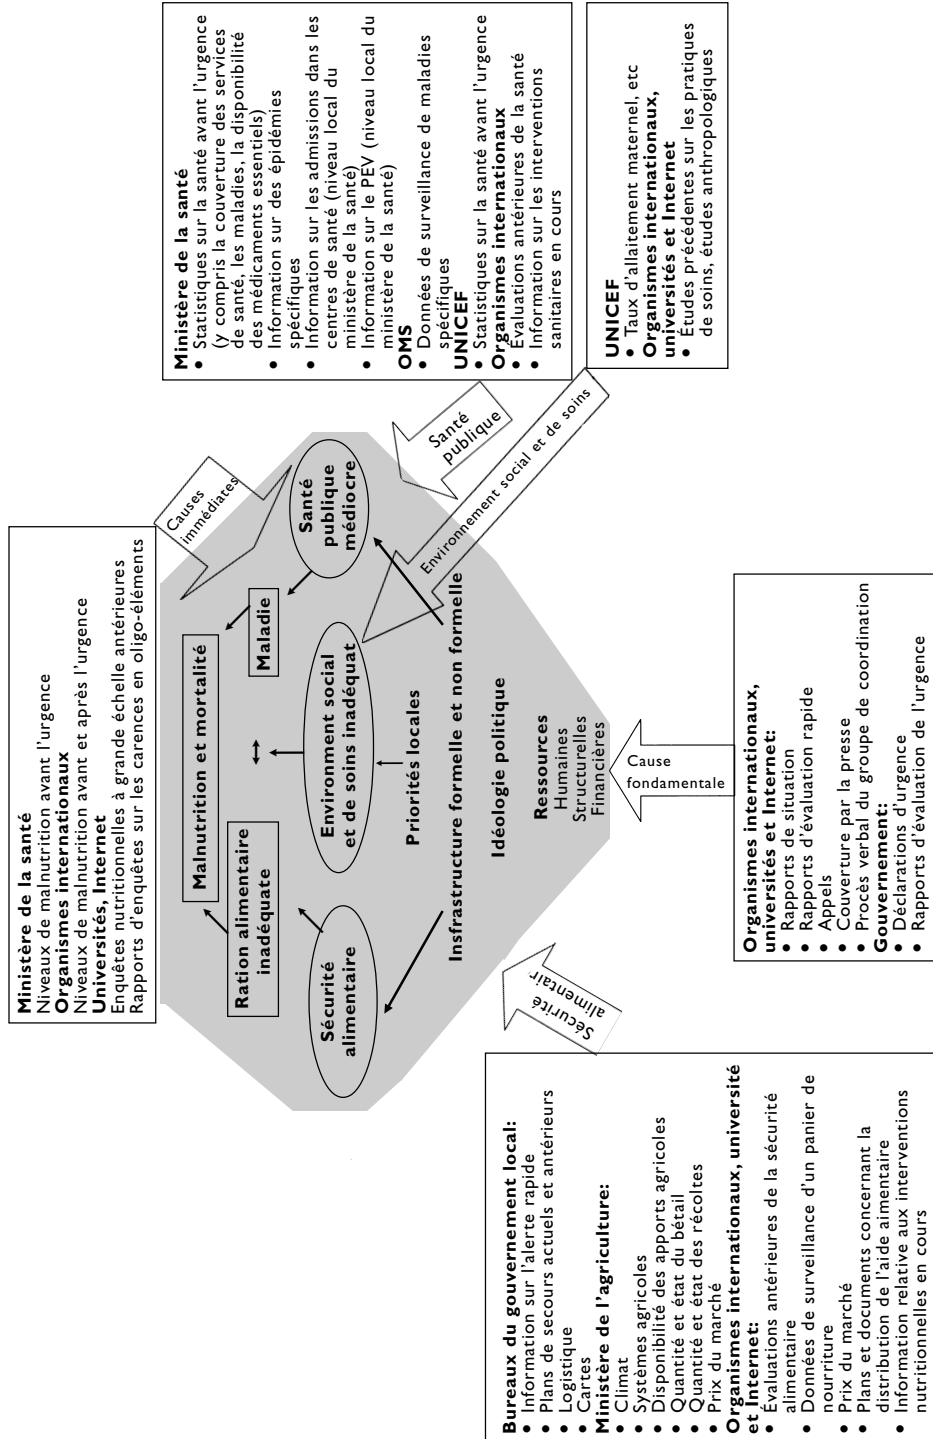 Ministère de la santé
Niveaux de malnutrition avant l'urgence
Organismes internationaux
Niveaux de malnutrition avant et après l'urgence
Universités, Internet
Enquêtes nutritionnelles à grande échelle antérieures
Rapports d'enquêtes sur les carences en oligo-éléments
Causes
immédiates
Malnutrition et mortalité
Ration alimentaire
inadéquate
Maladie
Sécurité
alimentaire
Environment social
et de soins inadéquat
Santé
publique
médiocre
Priorités locales
Insfrastructure formelle et non formelle
Idéologie politique
Ressources
Humaines
Structurelles
Financières
Sécurité
alimentair
Cause
fondamentale
Environnement social et de soins
Santé
publique
Ministère de la santé
• Statistiques sur la santé avant l'urgence
(y compris la couverture des services
de santé, les maladies, la disponibilité
des médicaments essentiels)
• Information sur des épidémies
spécifiques
• Information sur les admissions dans les
centres de santé (niveau local du
ministère de la santé)
• Information sur le PEV (niveau local du
ministère de la santé)
OMS
• Données de surveillance de maladies
spécifiques
UNICEF
• Statistiques sur la santé avant l'urgence
Organismes internationaux
• Évaluations antérieures de la santé
• Information sur les interventions
sanitaires en cours
UNICEF
• Taux d'allaitement maternel, etc
Organismes internationaux,
universités et Internet
• Études précédentes sur les pratiques
de soins, études anthropologiques
Bureaux du gouvernement local:
• Information sur l'alerte rapide
• Plans de secours actuels et antérieurs
• Logistique
• Cartes
Ministère de l'agriculture:
• Climat
• Systèmes agricoles
• Disponibilité des apports agricoles
• Quantité et état du bétail
• Quantité et état des récoltes
• Prix du marché
Organismes internationaux, université
et Internet:
• Évaluations antérieures de la sécurité
alimentaire
• Données de surveillance d'un panier de
nourriture
• Prix du marché
• Plans et documents concernant la
distribution de l'aide aimentaire
• Information relative aux interventions
nutritionnelles en cours
Organismes internationaux,
universités et Internet:
• Rapports de situation
• Rapports d'évaluation rapide
• Appels
• Couverture par la presse
• Procès verbal du groupe de coordination
Gouvernement:
• Déclarations d'urgence
• Rapports d'évaluation de l'urgence